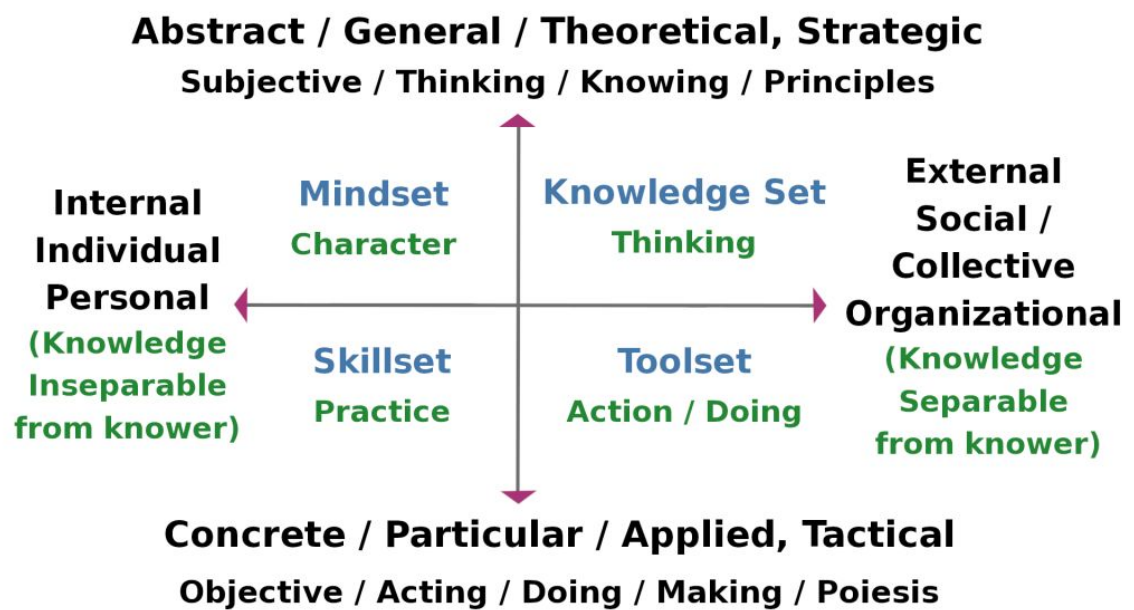 Abstract / General / Theoretical, Strategic
Subjective / Thinking / Knowing / Principles
Internal
Individual
Personal
(Knowledge
Inseparable
from knower)
Mindset
Character
Knowledge Set
Thinking
Skillset
Practice
Toolset
Action / Doing
External
Social /
Collective
Organizational
(Knowledge
Separable
from knower)
Concrete / Particular / Applied, Tactical
Objective / Acting / Doing / Making / Poiesis